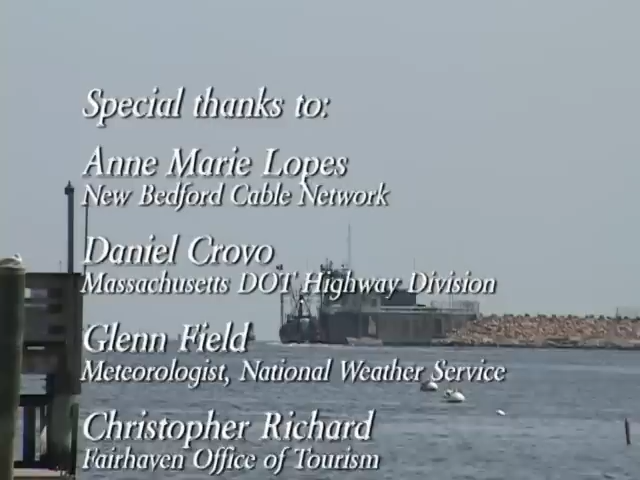 Special thanks to:
Anne Marie Lopes
New Bedford Cable Network
Daniel Crovo
Massachusetts DOT Highway Division
Glenn Field
Meteorologist, National Weather Service
Christopher Richard
Fairhaven Office of Tourism